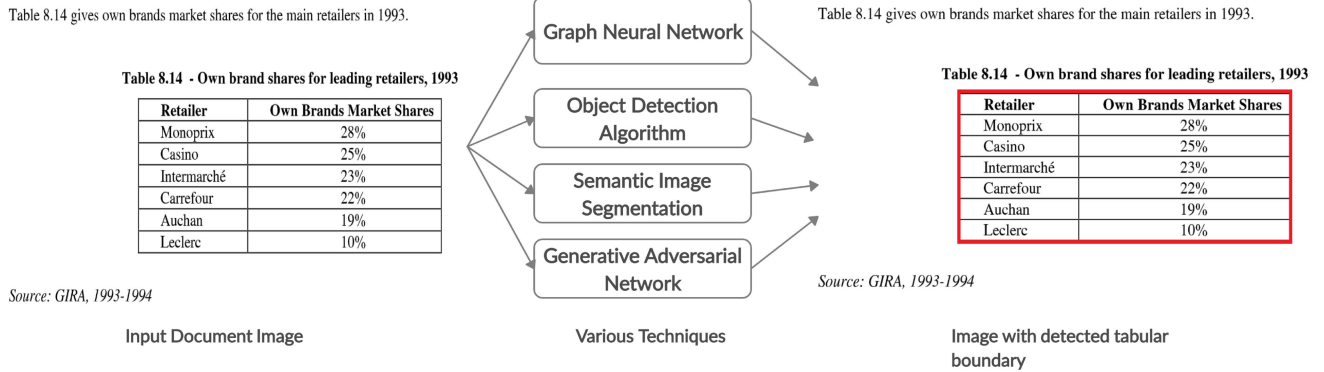 Table 8.14 gives own brands market shares for the main retailers in 1993.
Table 8.14 - Own brand shares for leading retailers, 1993
Retailer Own Brands Market Shares
Monoprix 28%
Casino 25%
Intermarché 23%
Carrefour 22%
Auchan 19%
Leclerc 10%
Source: GIRA, 1993-1994
Input Document Image
Graph Neural Network
Object Detection
Algorithm
Semantic Image
Segmentation
Generative Adversarial
Network
Various Techniques
Table 8.14 gives own brands market shares for the main retailers in 1993.
Table 8.14 - Own brand shares for leading retailers, 1993
Retailer Own Brands Market Shares
Monoprix 28%
Casino 25%
Intermarché 23%
Carrefour 22%
Auchan 19%
Leclerc 10%
Source: GIRA, 1993-1994
Image with detected tabular
boundary